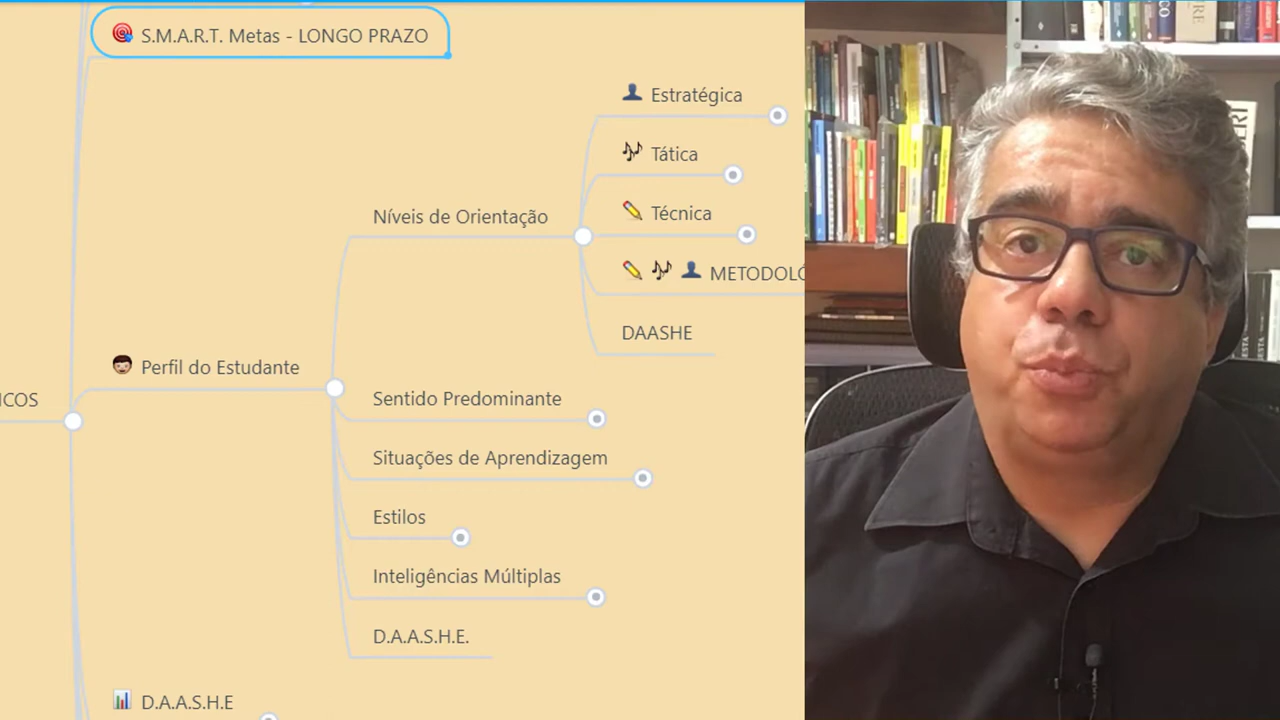 S.M.A.R.T. Metas - LONGO PRAZO
Estratégica
Tática
Níveis de Orientação
Técnica
METODOLÓ
DAASHE
Perfil do Estudante
ICOS
Sentido Predominante
Situações de Aprendizagem
Estilos
Inteligências Múltiplas
D.A.A.S.H.E.
D.A.A.S.H.E